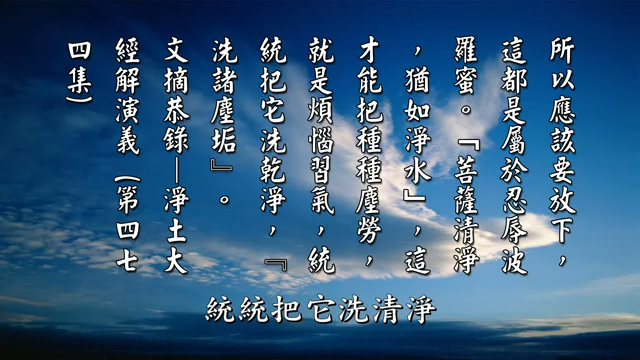 所以應該要放下，
這都是屬於忍辱波
羅蜜。「菩薩清淨
，猶如淨水」，這
才能把種種塵勞，
就是煩惱習氣，統
統把它洗乾淨，『
洗諸塵垢』。
文摘恭錄—淨土大
經解演義（第四七
四集）
統統把它洗清淨